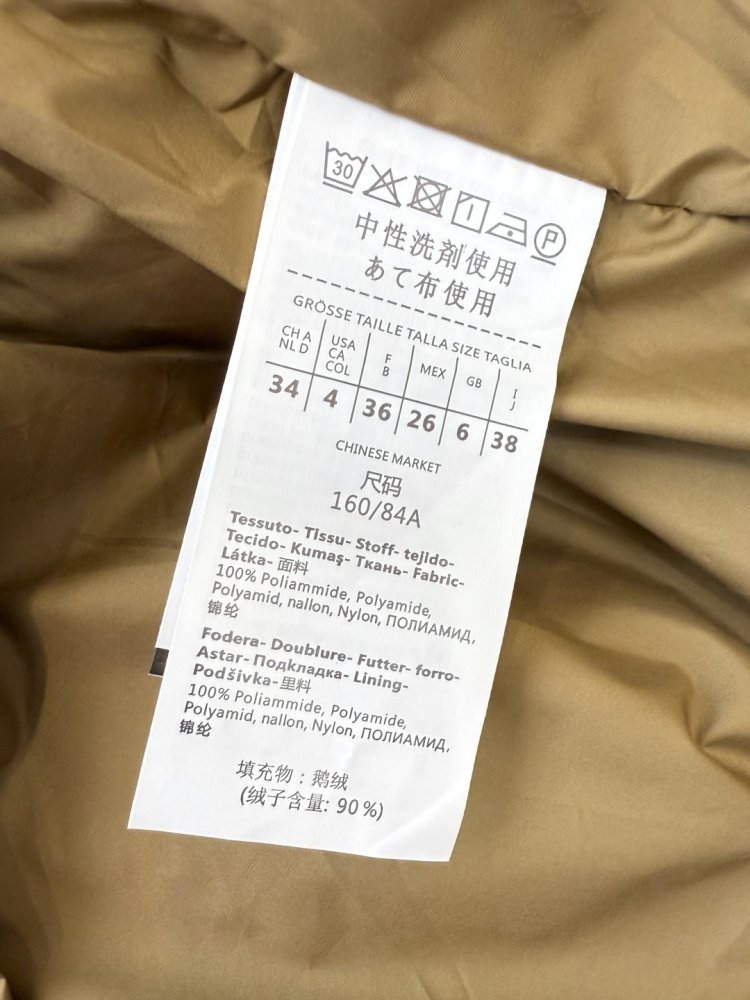 30 P
中性洗剤使用
あて布使用
GRÖSSE TAILLE TALLA SIZE TAGLIA
CH A NL D USA CA COL F B MEX GB I J
34 4 36 26 6 38
CHINESE MARKET
尺码
160/84A
Tessuto- Tissu- Stoff- tejido-
Tecido- Kumaş- Ткань- Fabric-
Látka- 面料
100% Poliammide, Polyamide,
Polyamid, nallon, Nylon, ПОЛИАМИД,
锦纶
Fodera- Doublure- Futter- forro-
Astar- Подkладка- Lining-
Podšivka- 里料
100% Poliammide, Polyamide,
Polyamid, nallon, Nylon, ПОЛИАМИД,
锦纶
填充物：鹅绒
(绒子含量: 90%)